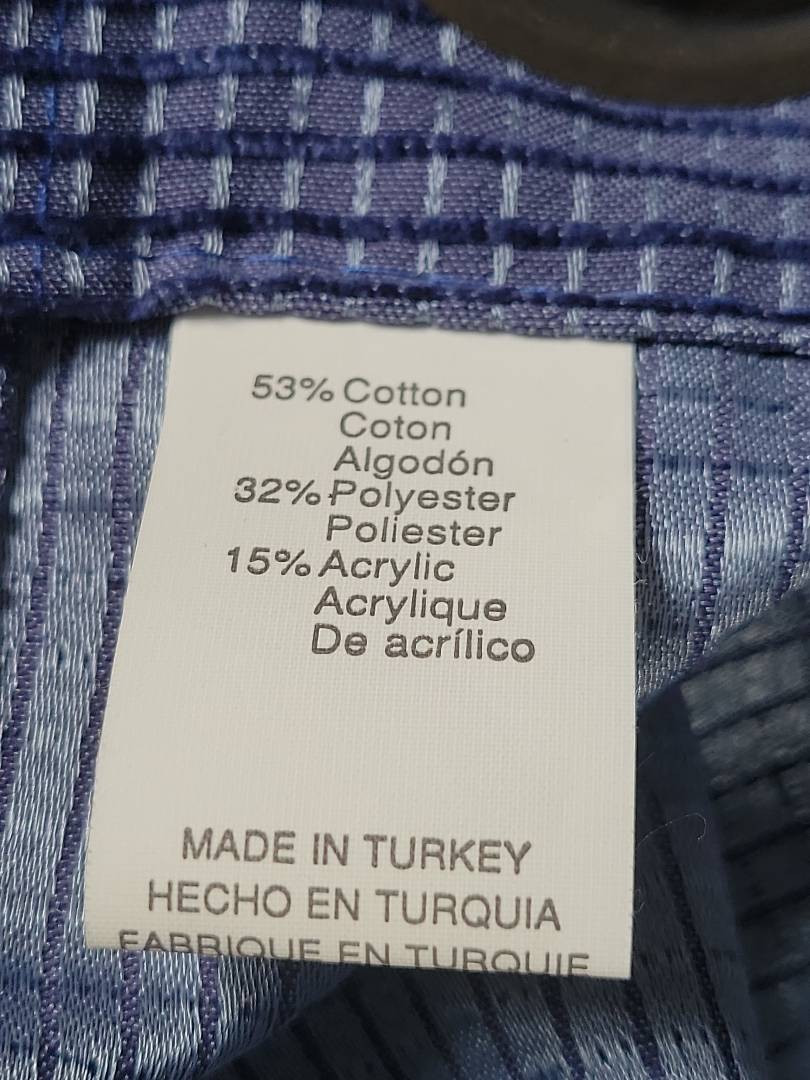 53% Cotton
Coton
Algodón
32% Polyester
Poliester
15% Acrylic
Acrylique
De acrílico
MADE IN TURKEY
HECHO EN TURQUIA
FABRIQUE EN TURQUIE